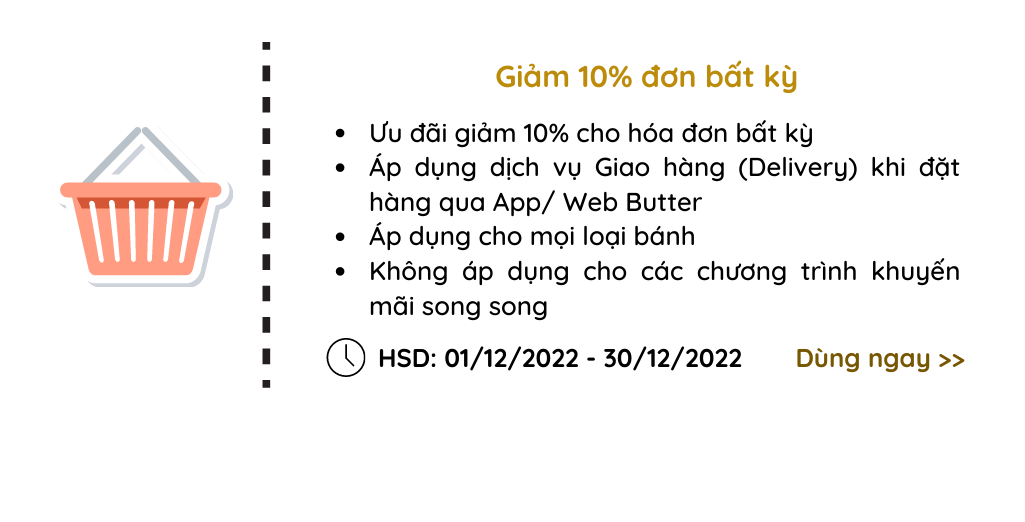 Giảm 10% đơn bất kỳ
• Ưu đãi giảm 10% cho hóa đơn bất kỳ
• Áp dụng dịch vụ Giao hàng (Delivery) khi đặt
hàng qua App/ Web Butter
• Áp dụng cho mọi loại bánh
• Không áp dụng cho các chương trình khuyến
mãi song song
HSD: 01/12/2022 - 30/12/2022
Dùng ngay >>